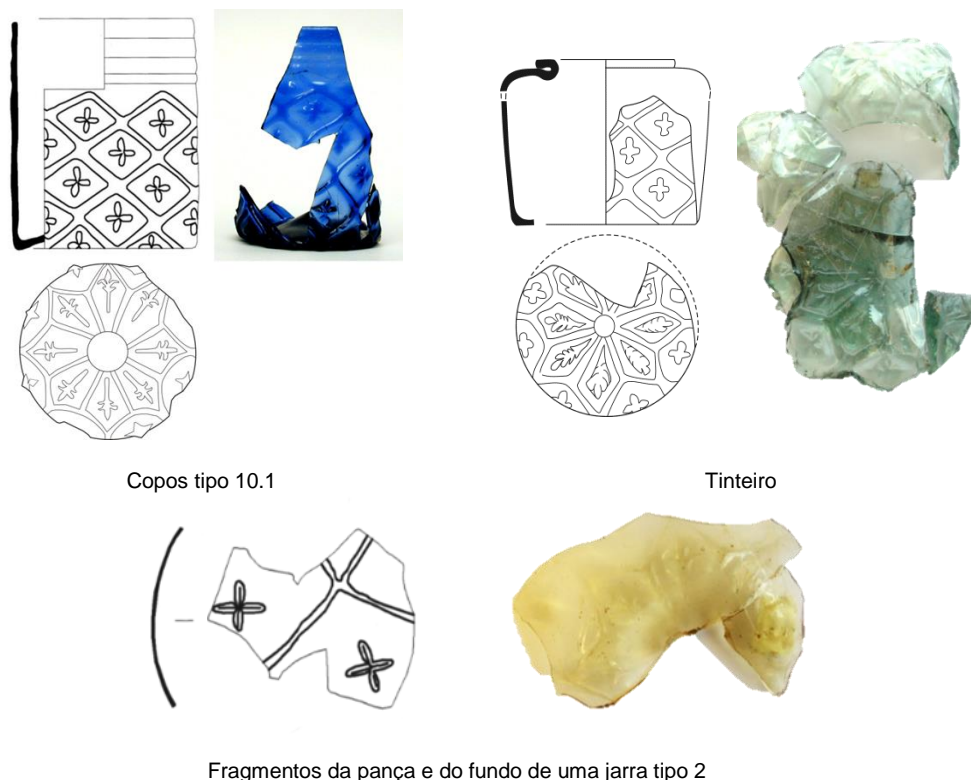 Copos tipo 10.1
Tinteiro
Fragmentos da pança e do fundo de uma jarra tipo 2